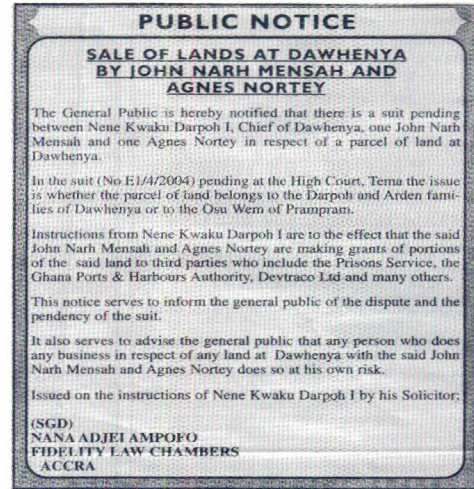 PUBLIC NOTICE
SALE OF LANDS AT DAWHENYA
BY JOHN NARH MENSAH AND
AGNES NORTEY
The General Public is hereby notified that there is a suit pending
between Nene Kwaku Darpoh I, Chief of Dawhenya, one John Narh
Mensah and one Agnes Nortey in respect of a parcel of land at
Dawhenya.
In the suit (No E1/4/2004) pending at the High Court, Tema the issue
is whether the parcel of land belongs to the Darpoh and Arden fami-
lies of Dawhenya or to the Osu Wem of Prampram.
Instructions from Nene Kwaku Darpoh I are to the effect that the said
John Narh Mensah and Agnes Nortey are making grants of portions
of the said land to third parties who include the Prisons Service, the
Ghana Ports & Harbours Authority, Devtraco Ltd and many others.
This notice serves to inform the general public of the dispute and the
pendency of the suit.
It also serves to advise the general public that any person who does
any business in respect of any land at Dawhenya with the said John
Narh Mensah and Agnes Nortey does so at his own risk.
Issued on the instructions of Nene Kwaku Darpoh I by his Solicitor;
(SGD)
NANA ADJEI AMPOFO
FIDELITY LAW CHAMBERS
ACCRA